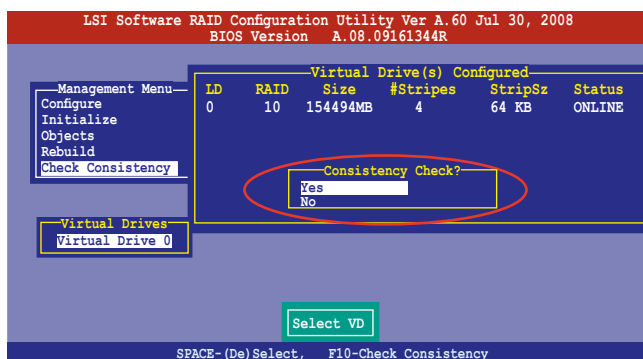 LSI Software RAID Configuration Utility Ver A.60 Jul 30, 2008
BIOS Version A.08.09161344R
Management Menu
Configure
Initialize
Objects
Rebuild
Check Consistency
Virtual Drive(s) Configured
LD RAID Size #Stripes StripSz Status
0 10 154494MB 4 64 KB ONLINE
Consistency Check?
Yes
No
Virtual Drives
Virtual Drive 0
Select VD
SPACE-(De)Select, F10-Check Consistency